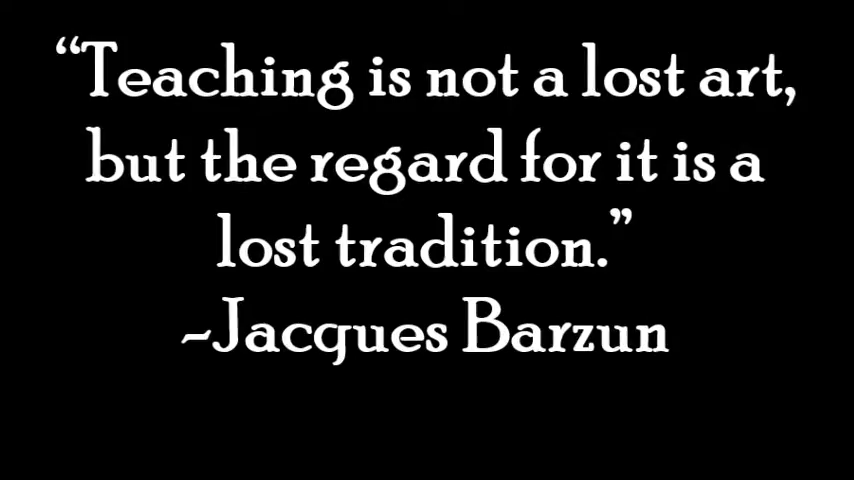 “Teaching is not a lost art,
but the regard for it is a
lost tradition.”
-Jacques Barzun